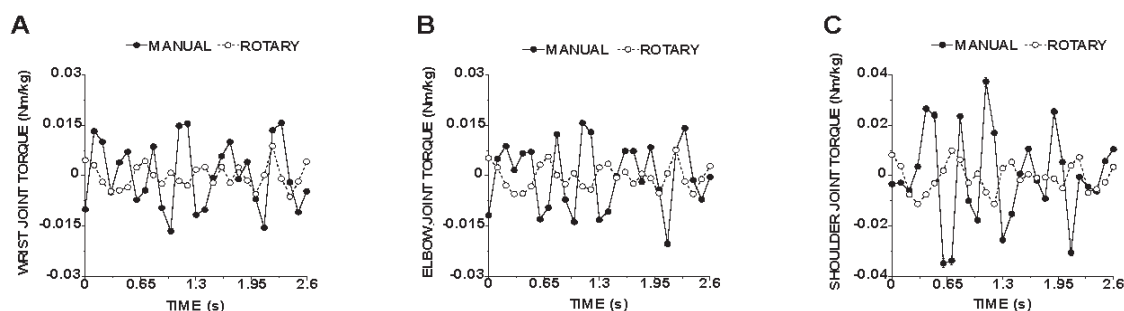 A
MANUAL ROTARY
WRIST JOINT TORQUE (Nm/kg)
0.03
0.015
0
-0.015
-0.03
0 0.65 1.3 1.95 2.6
TIME (s)
B
MANUAL ROTARY
ELBOW JOINT TORQUE (Nm/kg)
0.03
0.015
0
-0.015
-0.03
0 0.65 1.3 1.95 2.6
TIME (s)
C
MANUAL ROTARY
SHOULDER JOINT TORQUE (Nm/kg)
0.04
0.02
0
-0.02
-0.04
0 0.65 1.3 1.95 2.6
TIME (s)